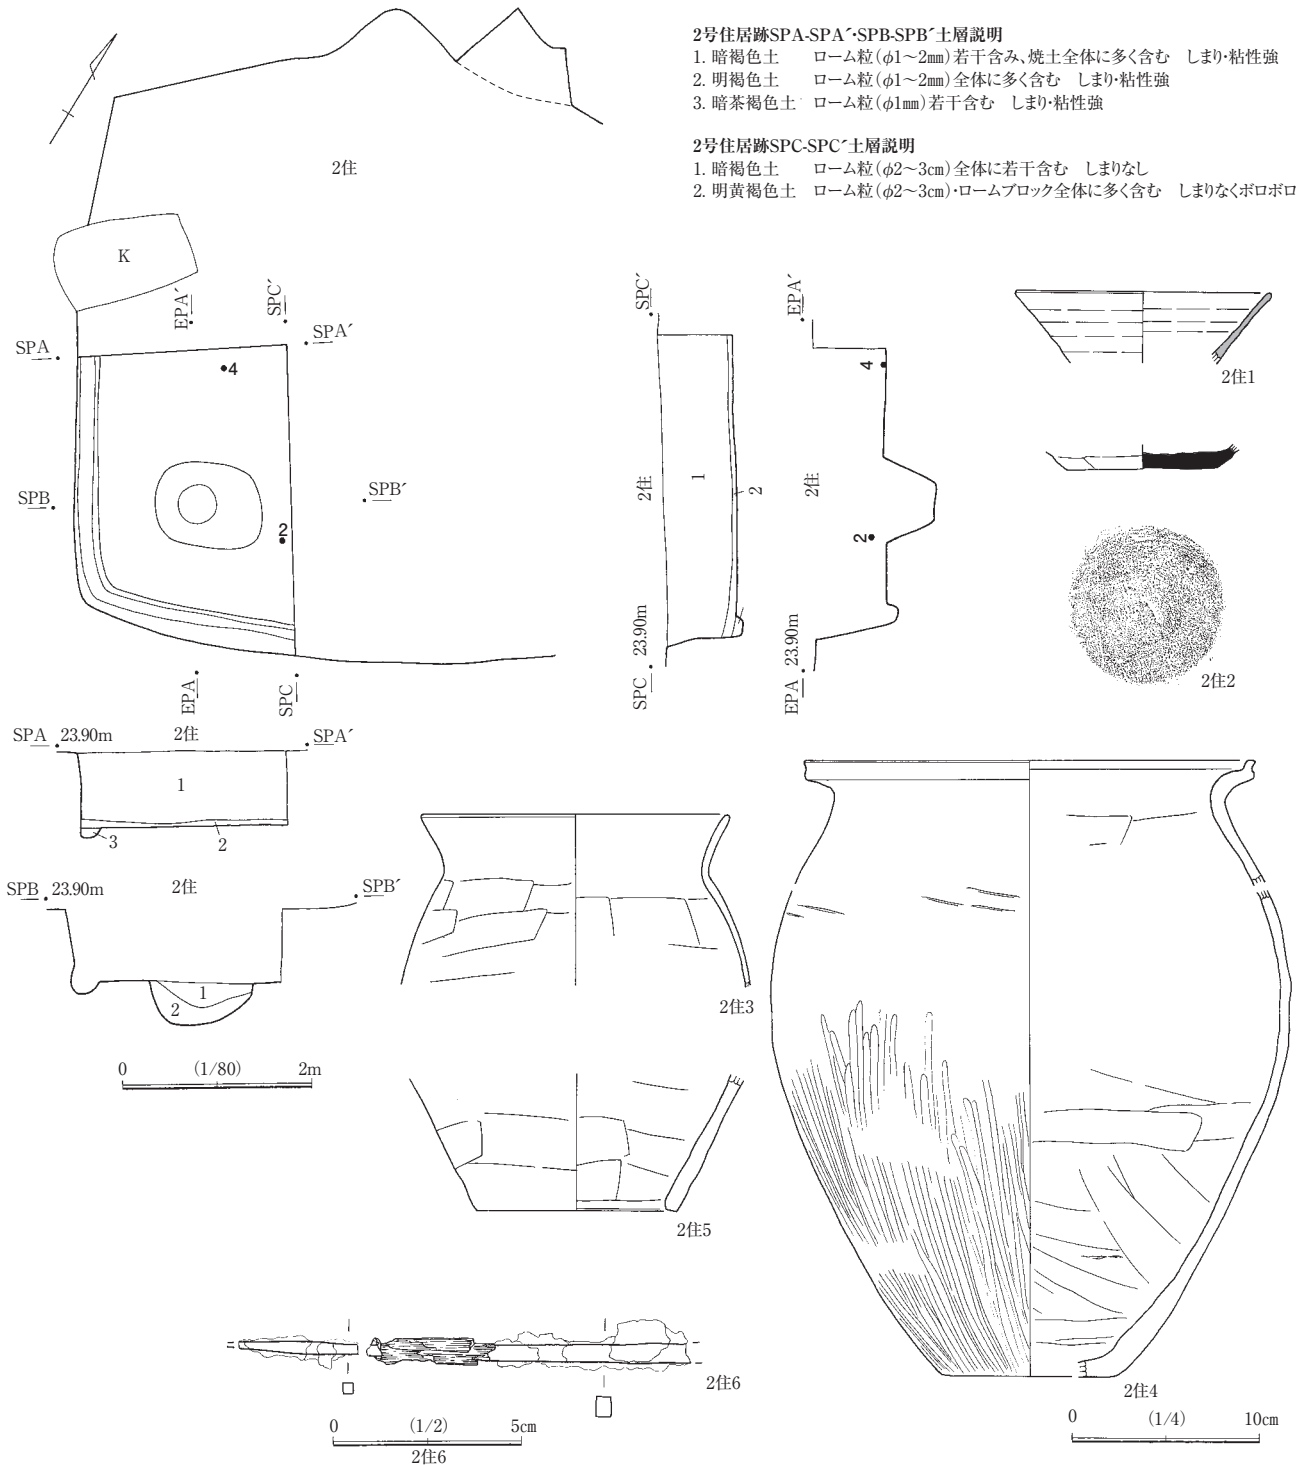 2号住居跡SPA-SPA´・SPB-SPB´土層説明
1. 暗褐色土　ローム粒(φ1～2㎜)若干含み、焼土全体に多く含む　しまり・粘性強
2. 明褐色土　ローム粒(φ1～2㎜)全体に多く含む　しまり・粘性強
3. 暗茶褐色土　ローム粒(φ1㎜)若干含む　しまり・粘性強
2号住居跡SPC-SPC´土層説明
1. 暗褐色土　ローム粒(φ2～3㎝)全体に若干含む　しまりなし
2. 明黄褐色土　ローム粒(φ2～3㎝)・ロームブロック全体に多く含む　しまりなくボロボロ
2住
K
EPA´
SPC´
SPA
SPA´
4
SPB
SPB´
2
EPA
SPC
SPC´
2住
1
2
SPC 23.90m
EPA´
4
2住
2
EPA 23.90m
2住1
2住2
SPA 23.90m
2住
SPA´
1
3
2
SPB 23.90m
2住
SPB´
1
2
0 (1/80) 2m
2住3
2住5
2住4
0 (1/4) 10㎝
2住6
0 (1/2) 5㎝
2住6